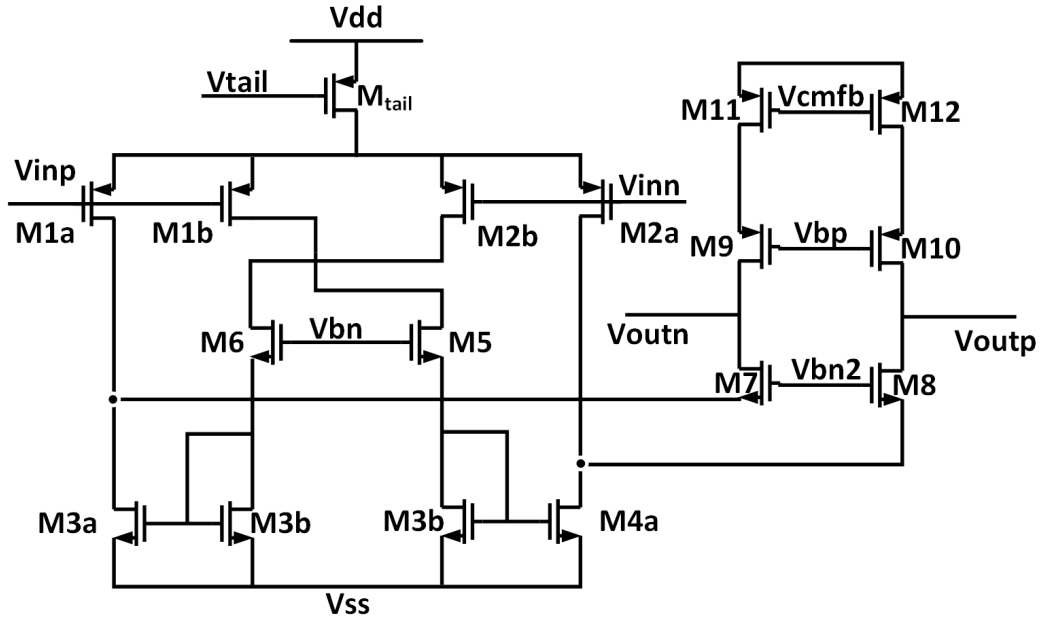 Vdd
Vtail
Mtail
M11
Vcmfb
M12
Vinp
Vinn
M1a
M1b
M2b
M2a
M9
Vbp
M10
M6
Vbn
M5
Voutn
Voutp
M7
Vbn2
M8
M3a
M3b
M3b
M4a
Vss